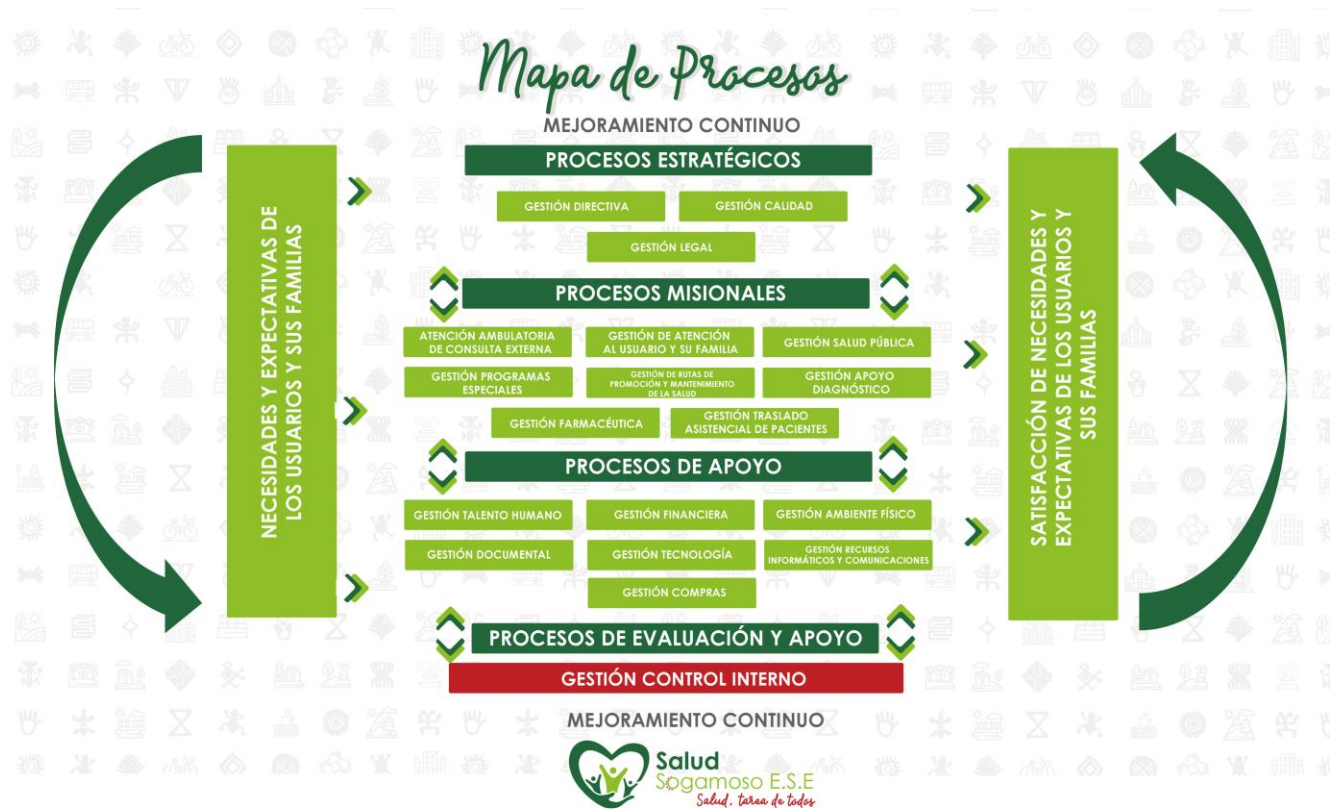 Mapa de Procesos
MEJORAMIENTO CONTINUO
NECESIDADES Y EXPECTATIVAS DE
LOS USUARIOS Y SUS FAMILIAS
PROCESOS ESTRATÉGICOS
GESTIÓN DIRECTIVA
GESTIÓN CALIDAD
GESTIÓN LEGAL
PROCESOS MISIONALES
ATENCIÓN AMBULATORIA
DE CONSULTA EXTERNA
GESTIÓN DE ATENCIÓN
AL USUARIO Y SU FAMILIA
GESTIÓN SALUD PÚBLICA
GESTIÓN PROGRAMAS
ESPECIALES
GESTIÓN DE RUTAS DE
PROMOCIÓN Y MANTENIMIENTO
DE LA SALUD
GESTIÓN APOYO
DIAGNÓSTICO
GESTIÓN FARMACÉUTICA
GESTIÓN TRASLADO
ASISTENCIAL DE PACIENTES
PROCESOS DE APOYO
GESTIÓN TALENTO HUMANO
GESTIÓN FINANCIERA
GESTIÓN AMBIENTE FÍSICO
GESTIÓN DOCUMENTAL
GESTIÓN TECNOLOGÍA
GESTIÓN RECURSOS
INFORMÁTICOS Y COMUNICACIONES
GESTIÓN COMPRAS
PROCESOS DE EVALUACIÓN Y APOYO
GESTIÓN CONTROL INTERNO
SATISFACCIÓN DE NECESIDADES Y
EXPECTATIVAS DE LOS USUARIOS Y
SUS FAMILIAS
MEJORAMIENTO CONTINUO
Salud
Sogamoso E.S.E
Salud, tarea de todos